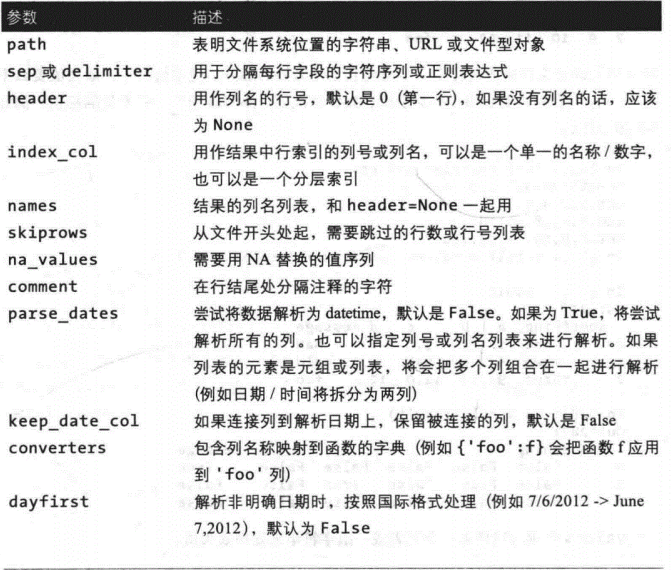 参数 描述
path 表明文件系统位置的字符串、URL 或文件型对象
sep 或 delimiter 用于分隔每行字段的字符序列或正则表达式
header 用作列名的行号，默认是 0（第一行），如果没有列名的话，应该
为 None
index_col 用作结果中行索引的列号或列名，可以是一个单一的名称 / 数字，
也可以是一个分层索引
names 结果的列名列表，和 header=None 一起用
skiprows 从文件开头处起，需要跳过的行数或行号列表
na_values 需要用 NA 替换的值序列
comment 在行结尾处分隔注释的字符
parse_dates 尝试将数据解析为 datetime，默认是 False。如果为 True，将尝试
解析所有的列。也可以指定列号或列名列表来进行解析。如果
列表的元素是元组或列表，将会把多个列组合在一起进行解析
(例如日期 / 时间将拆分为两列)
keep_date_col 如果连接列到解析日期上，保留被连接的列，默认是 False
converters 包含列名称映射到函数的字典 (例如 {'foo':f} 会把函数 f 应用
到 'foo' 列)
dayfirst 解析非明确日期时，按照国际格式处理（例如 7/6/2012 -> June
7,2012），默认为 False